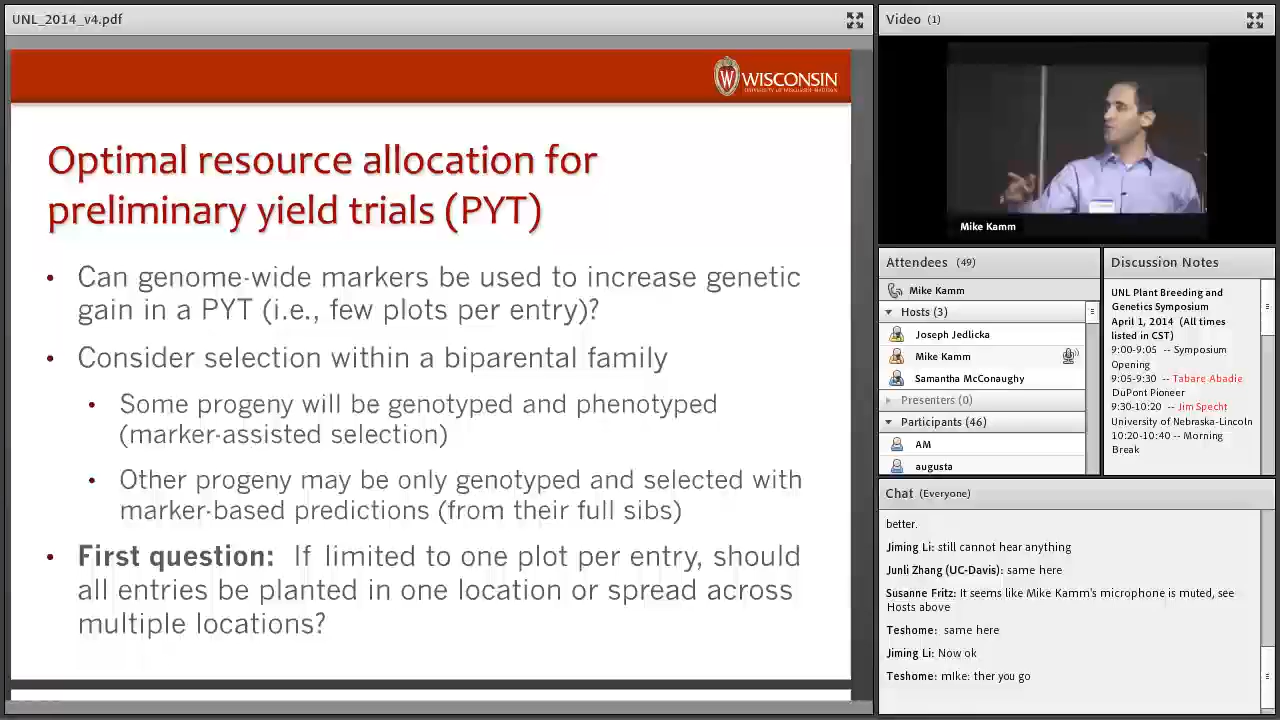 UNL_2014_v4.pdf
WISCONSIN
Optimal resource allocation for
preliminary yield trials (PYT)
• Can genome-wide markers be used to increase genetic
gain in a PYT (i.e., few plots per entry)?
• Consider selection within a biparental family
• Some progeny will be genotyped and phenotyped
(marker-assisted selection)
• Other progeny may be only genotyped and selected with
marker-based predictions (from their full sibs)
• First question: If limited to one plot per entry, should
all entries be planted in one location or spread across
multiple locations?
Video (1)
Mike Kamm
Attendees (49)
Mike Kamm
Hosts (3)
Joseph Jedlicka
Mike Kamm
Samantha McConaughy
Presenters (0)
Participants (46)
AM
augusta
Discussion Notes
UNL Plant Breeding and
Genetics Symposium
April 1, 2014 (All times
listed in CST)
9:00-9:05 -- Symposium
Opening
9:05-9:30 -- Tabare Abadie
DuPont Pioneer
9:30-10:20 -- Jim Specht
University of Nebraska-Lincoln
10:20-10:40 -- Morning
Break
Chat (Everyone)
better.
Jiming Li: still cannot hear anything
Junli Zhang (UC-Davis): same here
Susanne Fritz: It seems like Mike Kamm's microphone is muted, see
Hosts above
Teshome: same here
Jiming Li: Now ok
Teshome: mIke: ther you go